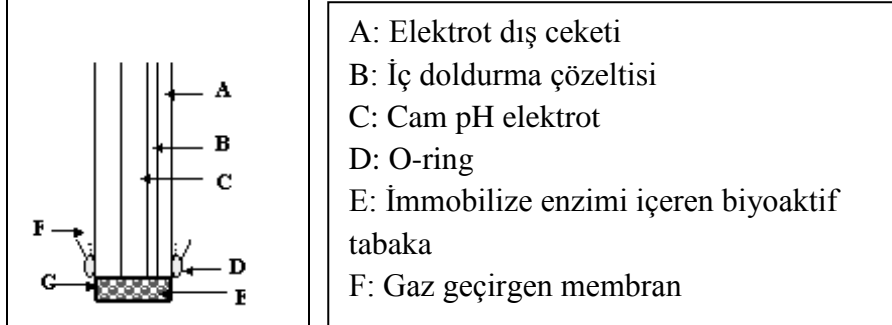 A
B
C
F
D
G
E
A: Elektrot dış ceketi
B: İç doldurma çözeltisi
C: Cam pH elektrot
D: O-ring
E: İmmobilize enzimi içeren biyoaktif
tabaka
F: Gaz geçirgen membran